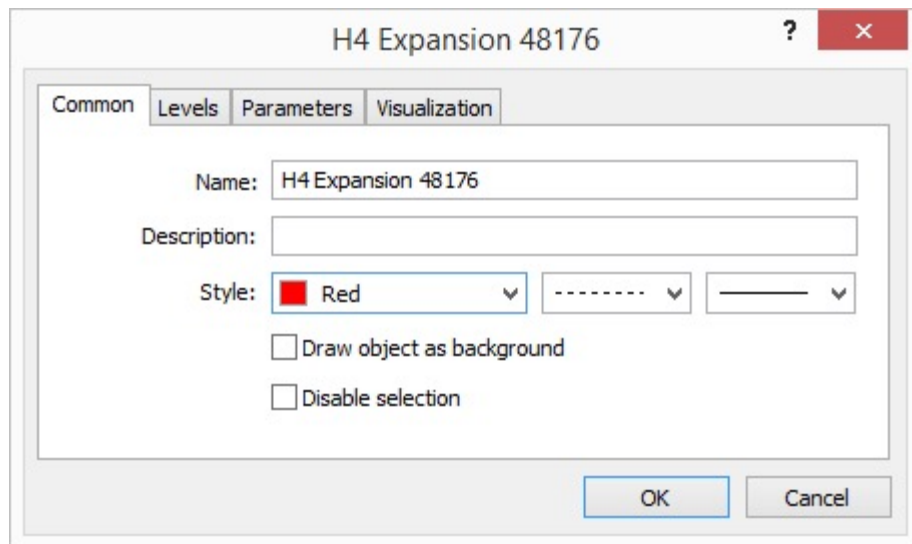 H4 Expansion 48176
?
Common Levels Parameters Visualization
Name: H4 Expansion 48176
Description:
Style: Red
Draw object as background
Disable selection
OK Cancel